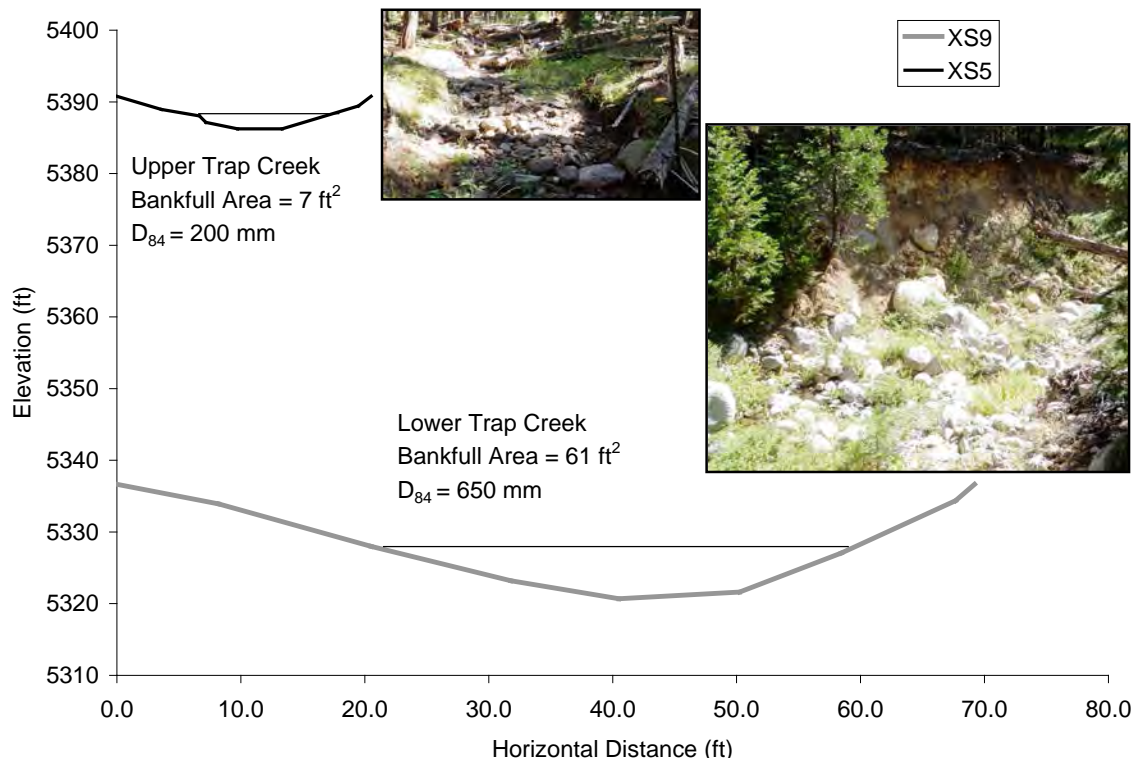 5400
5390
5380
5370
5360
5350
5340
5330
5320
5310
Elevation (ft)
XS9
XS5
Upper Trap Creek
Bankfull Area = 7 ft²
D₈₄ = 200 mm
Lower Trap Creek
Bankfull Area = 61 ft²
D₈₄ = 650 mm
0.0 10.0 20.0 30.0 40.0 50.0 60.0 70.0 80.0
Horizontal Distance (ft)